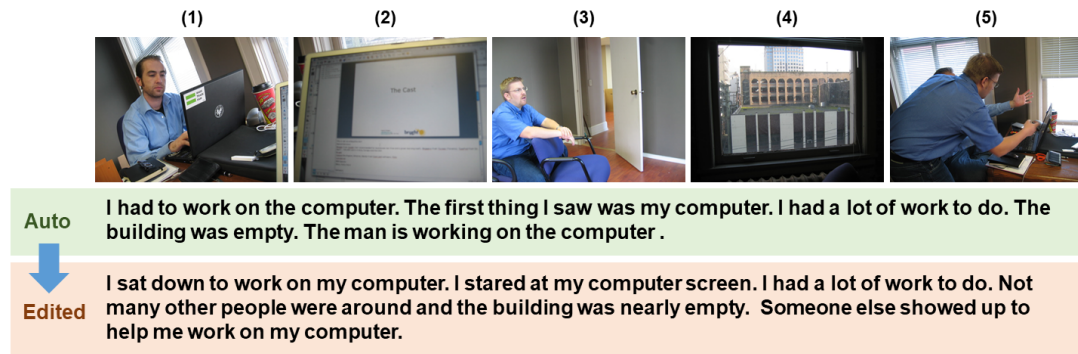 (1) (2) (3) (4) (5)
The Cast
Auto
I had to work on the computer. The first thing I saw was my computer. I had a lot of work to do. The
building was empty. The man is working on the computer .
Edited
I sat down to work on my computer. I stared at my computer screen. I had a lot of work to do. Not
many other people were around and the building was nearly empty.  Someone else showed up to
help me work on my computer.